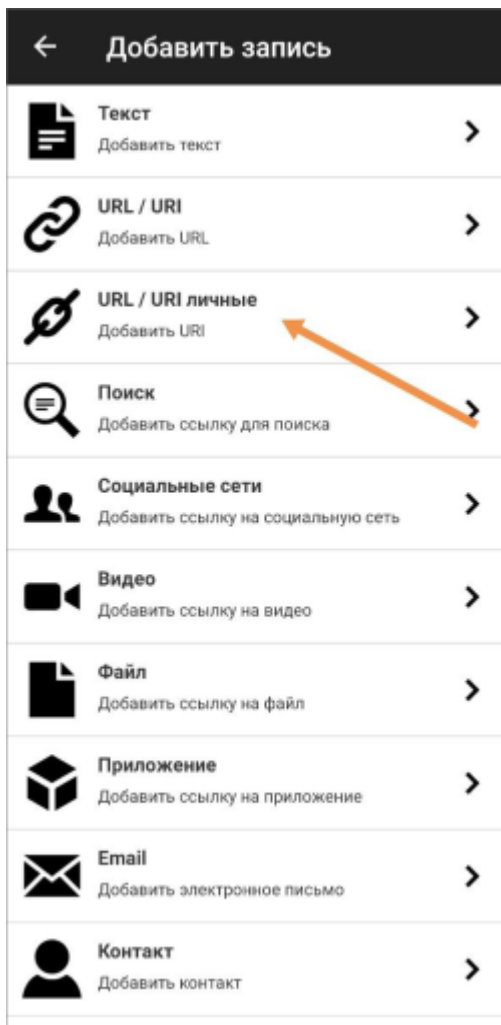 Добавить запись
Текст
Добавить текст
URL / URI
Добавить URL
URL / URI личные
Добавить URI
Поиск
Добавить ссылку для поиска
Социальные сети
Добавить ссылку на социальную сеть
Видео
Добавить ссылку на видео
Файл
Добавить ссылку на файл
Приложение
Добавить ссылку на приложение
Email
Добавить электронное письмо
Контакт
Добавить контакт